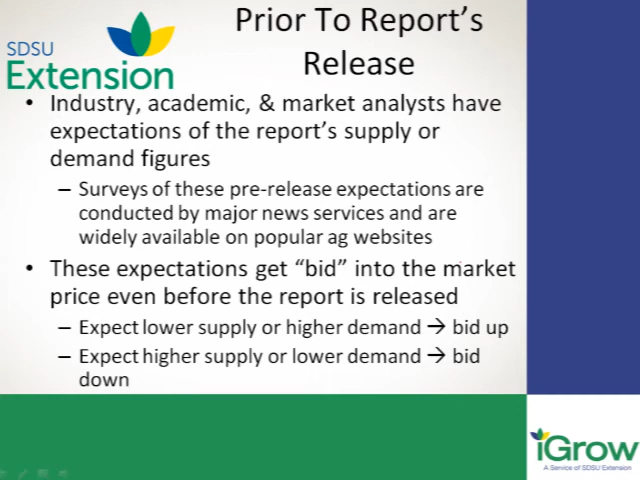 Prior To Report's
Release
SDSU
Extension
• Industry, academic, & market analysts have
expectations of the report's supply or
demand figures
– Surveys of these pre-release expectations are
conducted by major news services and are
widely available on popular ag websites
• These expectations get “bid” into the market
price even before the report is released
– Expect lower supply or higher demand → bid up
– Expect higher supply or lower demand → bid
down
iGrow
A Service of SDSU Extension